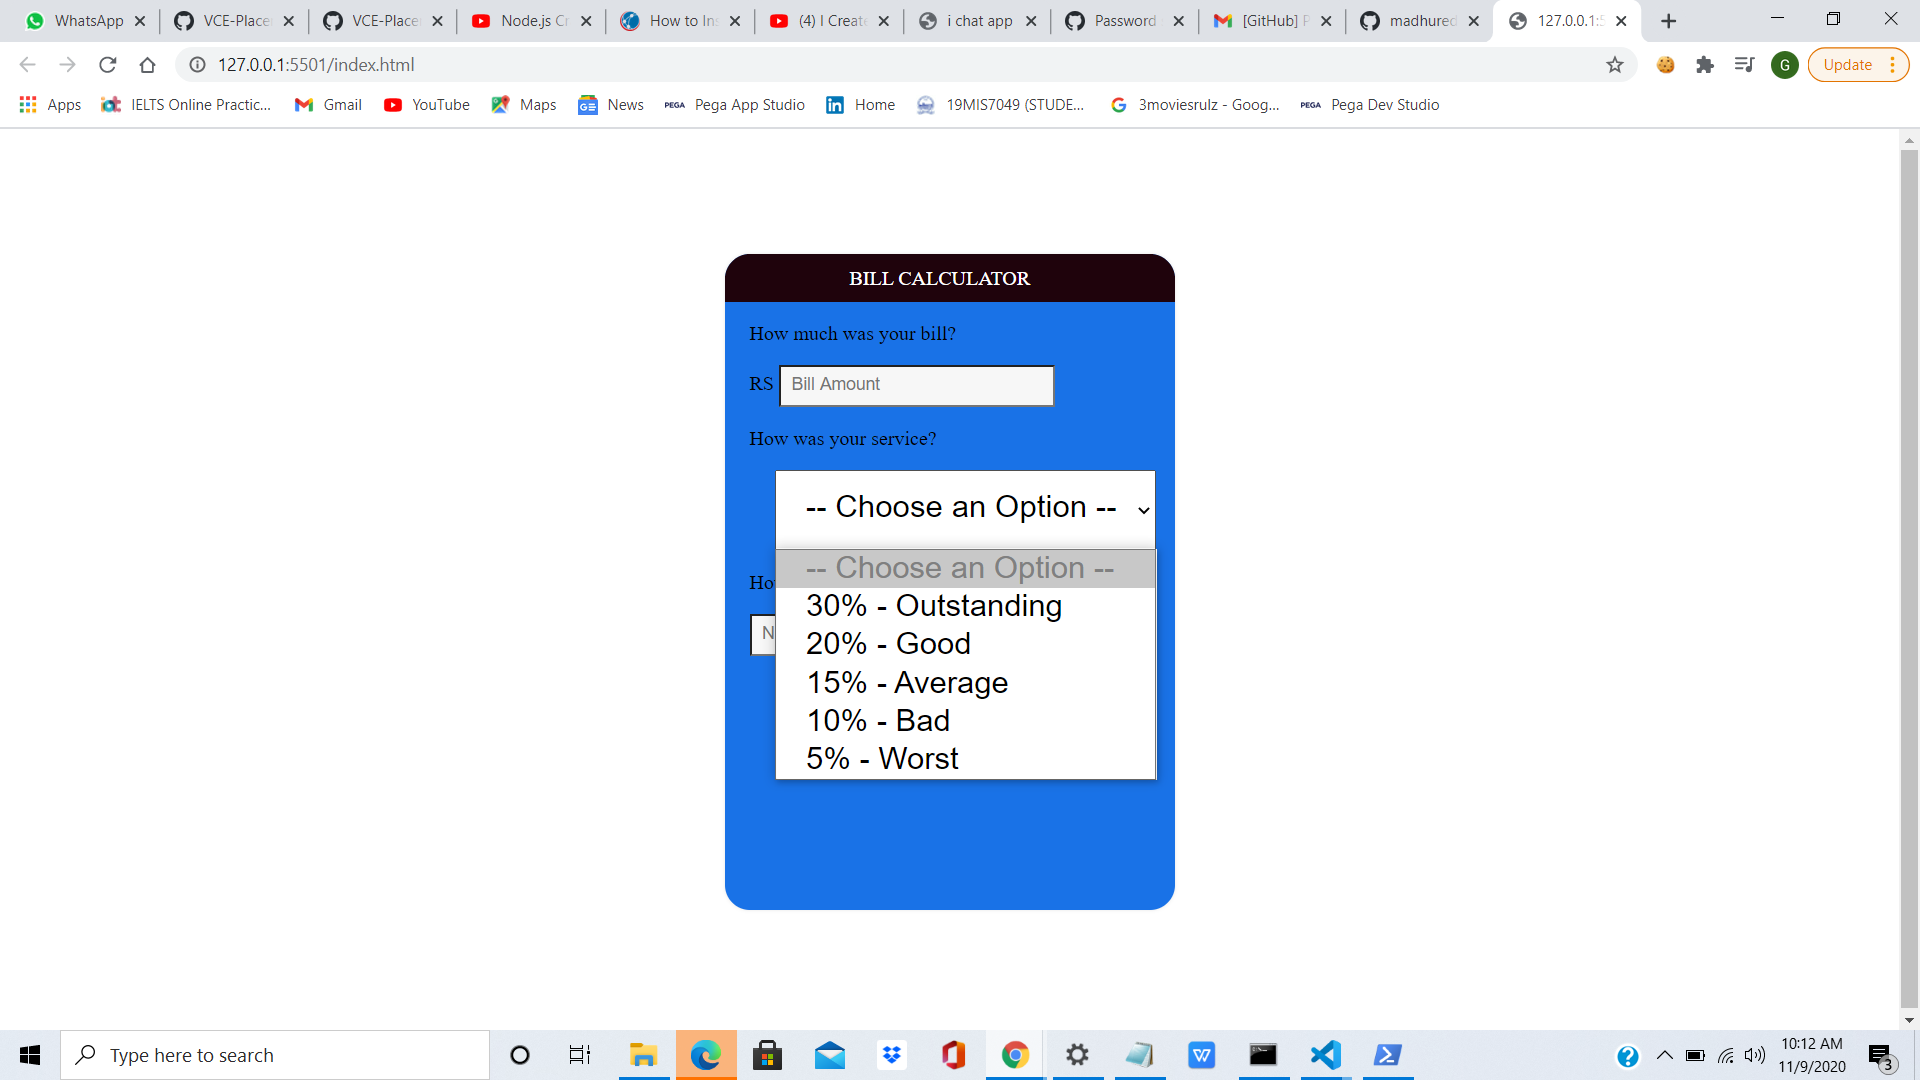 WhatsApp
VCE-Place
VCE-Place
Node.js Cr
How to Ins
(4) I Create
i chat app
Password
[GitHub] P
madhured
127.0.0.1:5
127.0.0.1:5501/index.html
G
Update
Apps
IELTS Online Practic...
Gmail
YouTube
Maps
News
PEGA Pega App Studio
Home
19MIS7049 (STUDE...
3moviesrulz - Goog...
PEGA Pega Dev Studio
BILL CALCULATOR
How much was your bill?
RS Bill Amount
How was your service?
-- Choose an Option --
-- Choose an Option --
Ho
30% - Outstanding
N
20% - Good
15% - Average
10% - Bad
5% - Worst
Type here to search
10:12 AM
11/9/2020
3